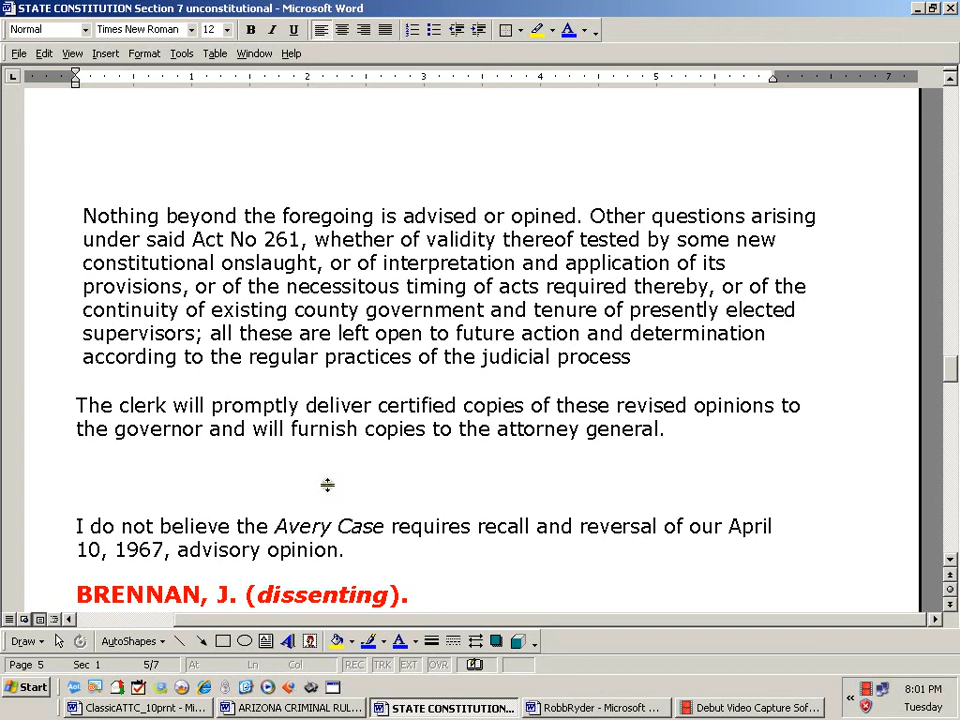 STATE CONSTITUTION Section 7 unconstitutional - Microsoft Word
Normal Times New Roman 12 B I U A
File Edit View Insert Format Tools Table Window Help
L 1 2 3 4 5 7
Nothing beyond the foregoing is advised or opined. Other questions arising
under said Act No 261, whether of validity thereof tested by some new
constitutional onslaught, or of interpretation and application of its
provisions, or of the necessitous timing of acts required thereby, or of the
continuity of existing county government and tenure of presently elected
supervisors; all these are left open to future action and determination
according to the regular practices of the judicial process
The clerk will promptly deliver certified copies of these revised opinions to
the governor and will furnish copies to the attorney general.
I do not believe the Avery Case requires recall and reversal of our April
10, 1967, advisory opinion.
BRENNAN, J. (dissenting).
Draw AutoShapes A A
Page 5 Sec 1 5/7 At Ln Col REC TRK EXT OVR
Start 8:01 PM
ClassicATTC_10prnt - Mi... ARIZONA CRIMINAL RUL... STATE CONSTITUTION... RobbRyder - Microsoft ... Debut Video Capture Sof... « Tuesday